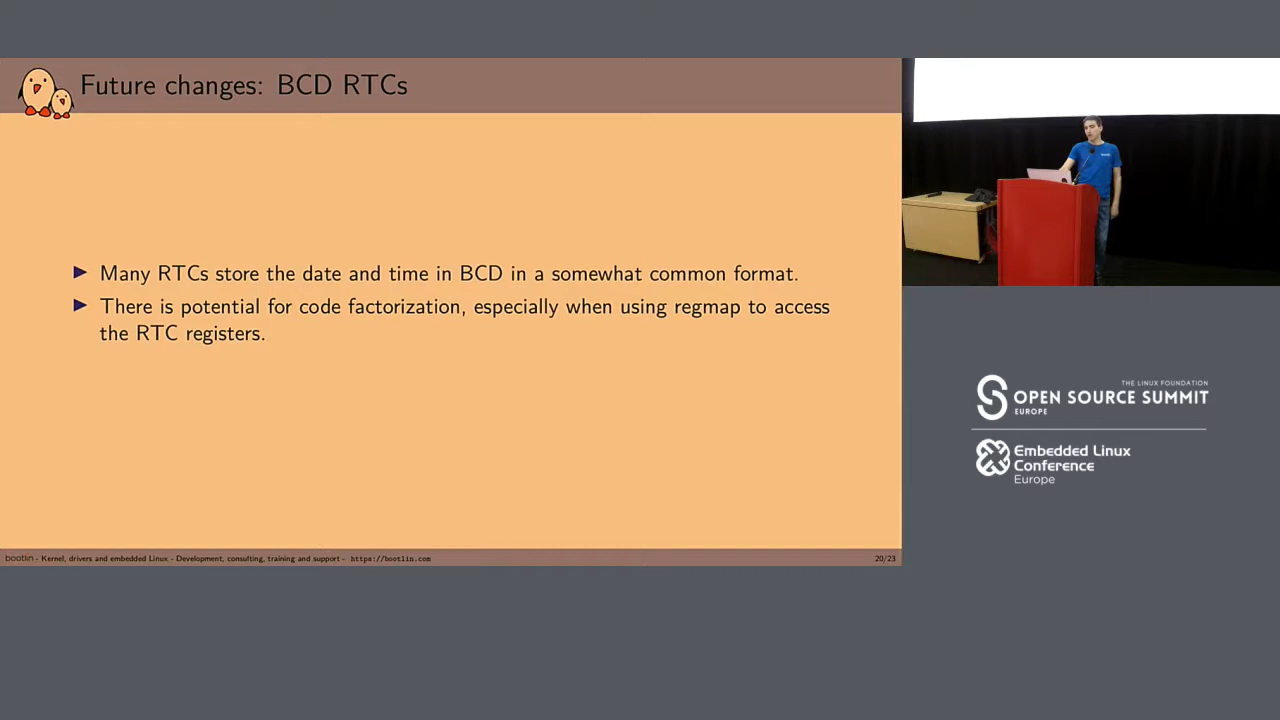 Future changes: BCD RTCs
Many RTCs store the date and time in BCD in a somewhat common format.
There is potential for code factorization, especially when using regmap to access
the RTC registers.
bootlin - Kernel, drivers and embedded Linux - Development, consulting, training and support - https://bootlin.com
20/23
THE LINUX FOUNDATION
OPEN SOURCE SUMMIT
EUROPE
Embedded Linux
Conference
Europe